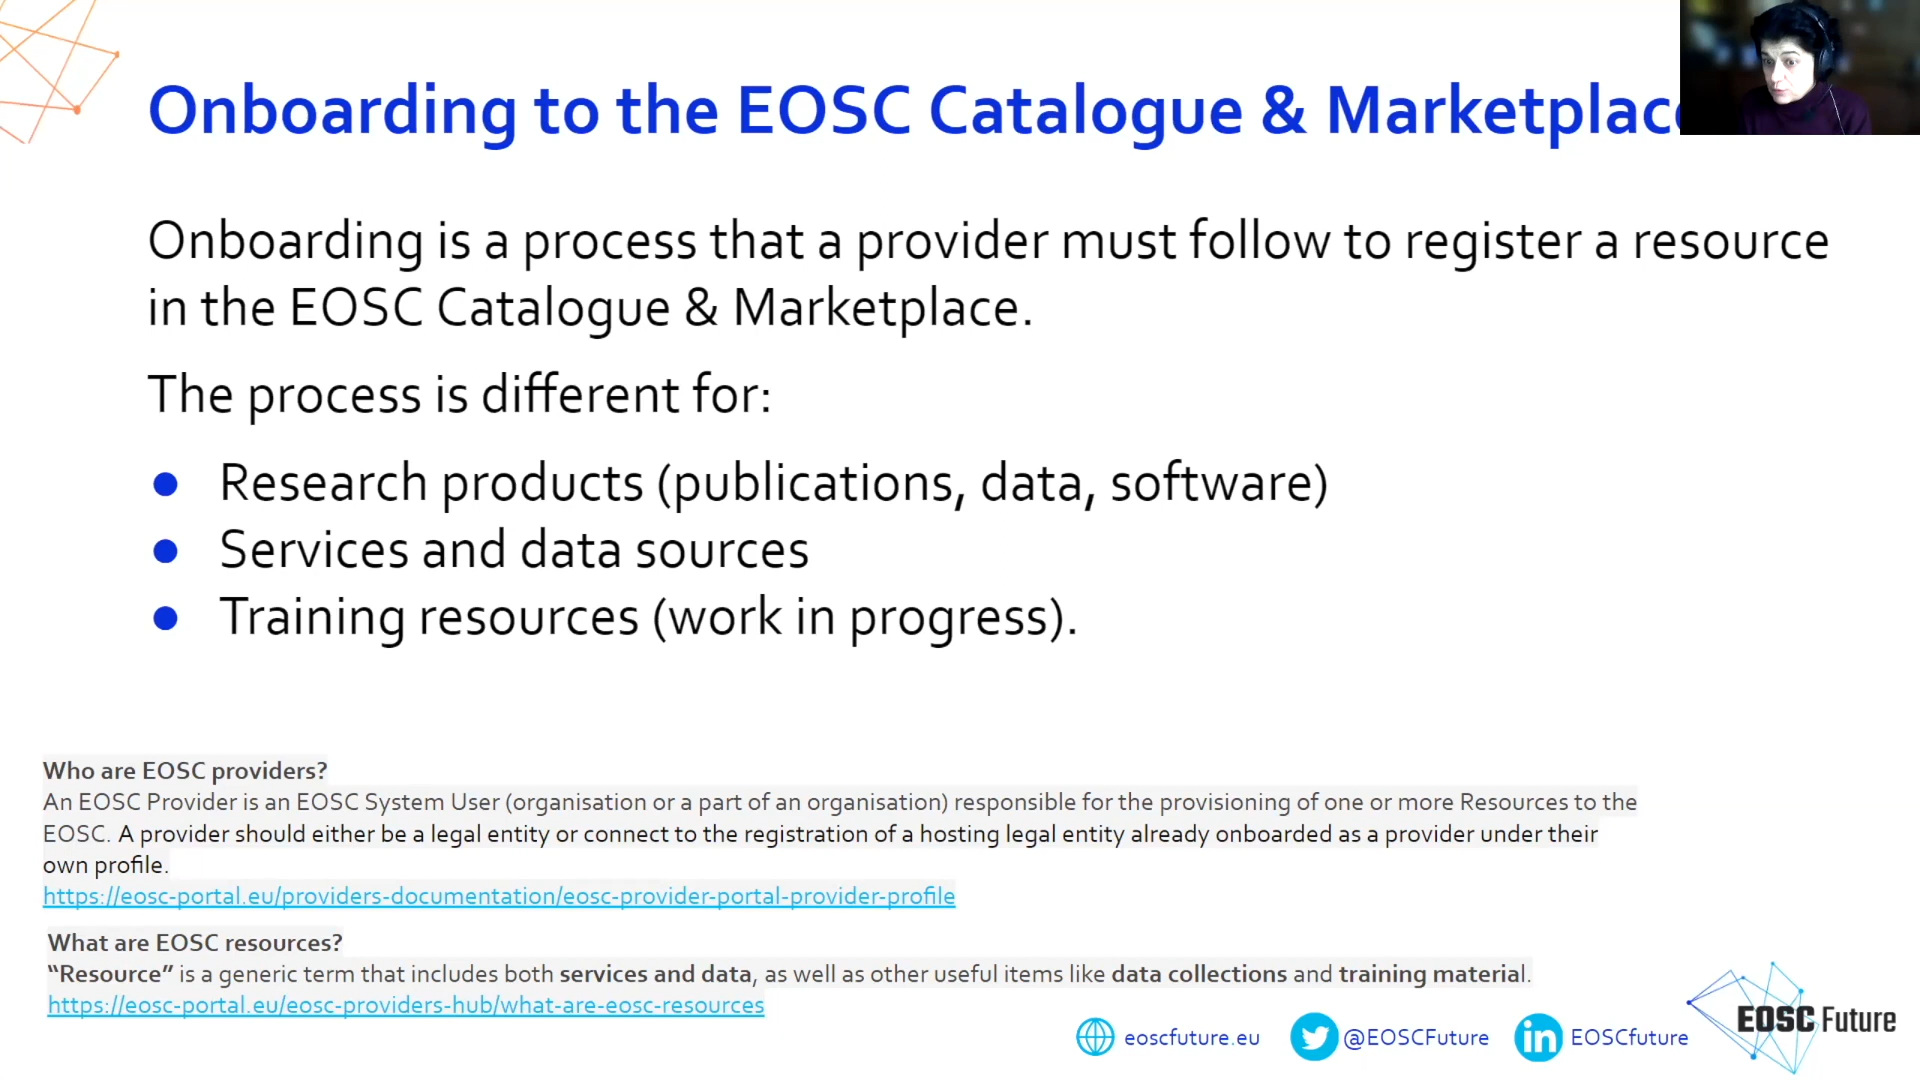 Onboarding to the EOSC Catalogue & Marketplac
Onboarding is a process that a provider must follow to register a resource
in the EOSC Catalogue & Marketplace.
The process is different for:
● Research products (publications, data, software)
● Services and data sources
● Training resources (work in progress).
Who are EOSC providers?
An EOSC Provider is an EOSC System User (organisation or a part of an organisation) responsible for the provisioning of one or more Resources to the
EOSC. A provider should either be a legal entity or connect to the registration of a hosting legal entity already onboarded as a provider under their
own profile.
https://eosc-portal.eu/providers-documentation/eosc-provider-portal-provider-profile
What are EOSC resources?
“Resource” is a generic term that includes both services and data, as well as other useful items like data collections and training material.
https://eosc-portal.eu/eosc-providers-hub/what-are-eosc-resources
eoscfuture.eu
@EOSCFuture
in EOSCfuture
EOSC Future